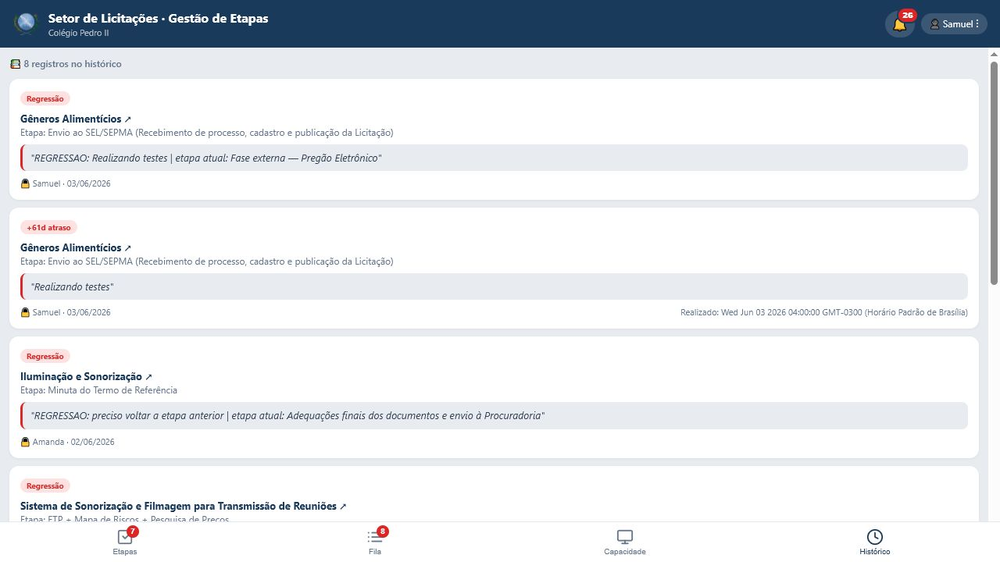 Setor de Licitações · Gestão de Etapas
Colégio Pedro II
26
Samuel ⋮
8 registros no histórico
Regressão
Gêneros Alimentícios ↗
Etapa: Envio ao SEL/SEPMA (Recebimento de processo, cadastro e publicação da Licitação)
"REGRESSAO: Realizando testes | etapa atual: Fase externa — Pregão Eletrônico"
Samuel · 03/06/2026
+61d atraso
Gêneros Alimentícios ↗
Etapa: Envio ao SEL/SEPMA (Recebimento de processo, cadastro e publicação da Licitação)
"Realizando testes"
Samuel · 03/06/2026
Realizado: Wed Jun 03 2026 04:00:00 GMT-0300 (Horário Padrão de Brasília)
Regressão
Iluminação e Sonorização ↗
Etapa: Minuta do Termo de Referência
"REGRESSAO: preciso voltar a etapa anterior | etapa atual: Adequações finais dos documentos e envio à Procuradoria"
Amanda · 02/06/2026
Regressão
Sistema de Sonorização e Filmagem para Transmissão de Reuniões ↗
Etapa: ETP + Mapa de Riscos + Pesquisa de Preços
7
Etapas
8
Fila
Capacidade
Histórico